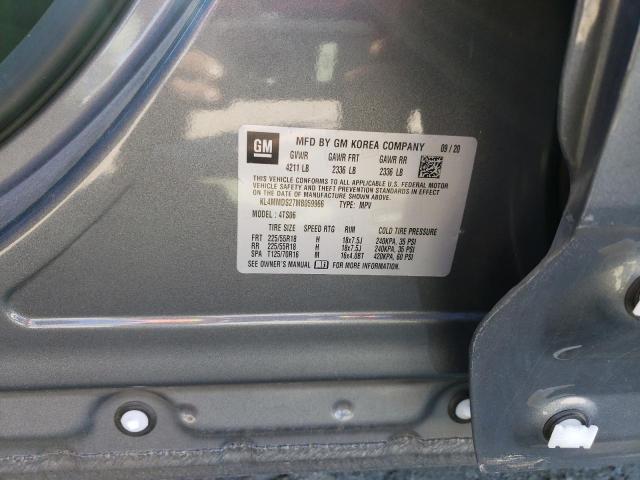 GM
MFD BY GM KOREA COMPANY 09 / 20
GVWR GAWR FRT GAWR RR
4211 LB 2336 LB 2336 LB
THIS VEHICLE CONFORMS TO ALL APPLICABLE U.S. FEDERAL MOTOR
VEHICLE SAFETY AND THEFT PREVENTION STANDARDS IN EFFECT ON
THE DATE OF MANUFACTURE SHOWN ABOVE.
KL4MMDS27MB059966 TYPE: MPV
MODEL : 4TS06
TIRE SIZE SPEED RTG RIM COLD TIRE PRESSURE
FRT 225/55R18 H 18x7.5J 240KPA, 35 PSI
RR 225/55R18 H 18x7.5J 240KPA, 35 PSI
SPA T125/70R16 M 16x4.0BT 420KPA, 60 PSI
SEE OWNER'S MANUAL FOR MORE INFORMATION.